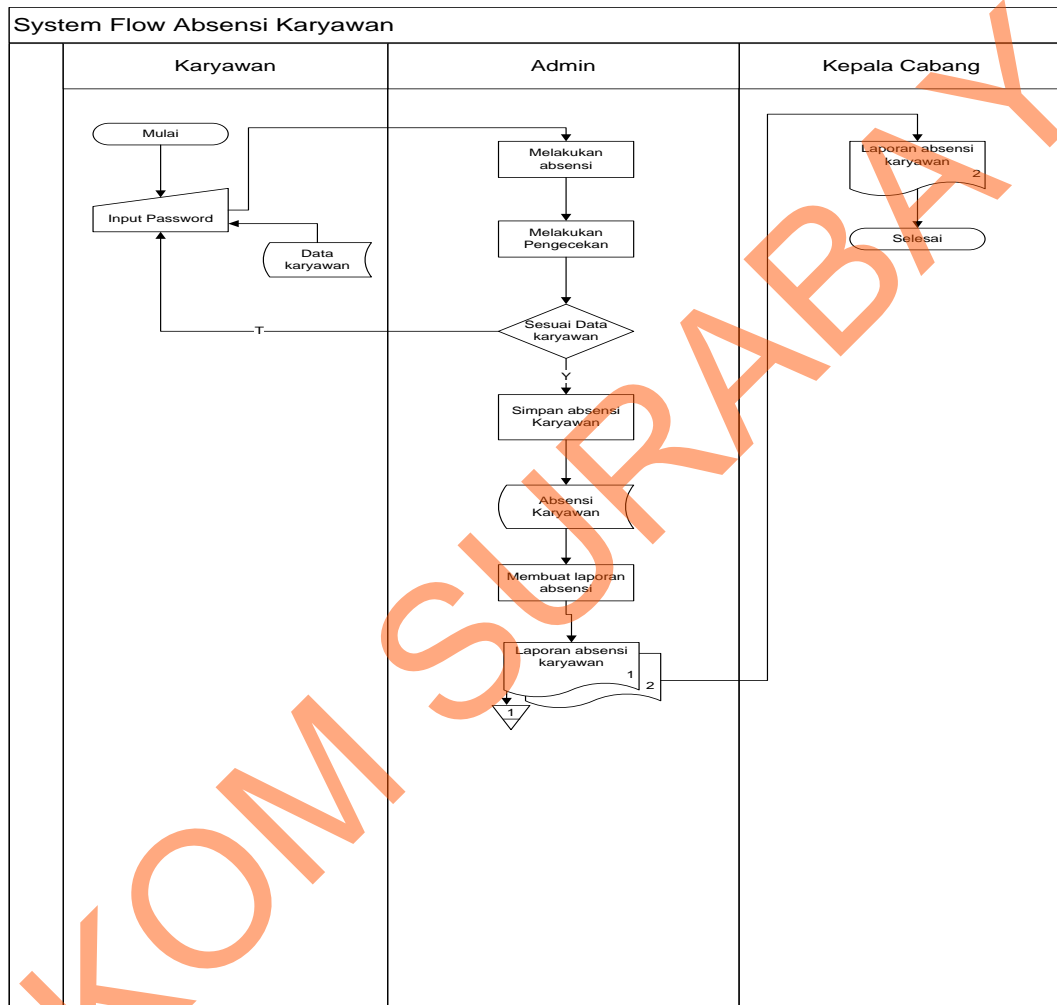 System Flow Absensi Karyawan
Karyawan
Admin
Kepala Cabang
Mulai
Input Password
Data
karyawan
Melakukan
absensi
Melakukan
Pengecekan
Sesuai Data
karyawan
T
Y
Simpan absensi
Karyawan
Absensi
Karyawan
Membuat laporan
absensi
Laporan absensi
karyawan
1
2
1
Laporan absensi
karyawan
2
Selesai
KOM SURABAY